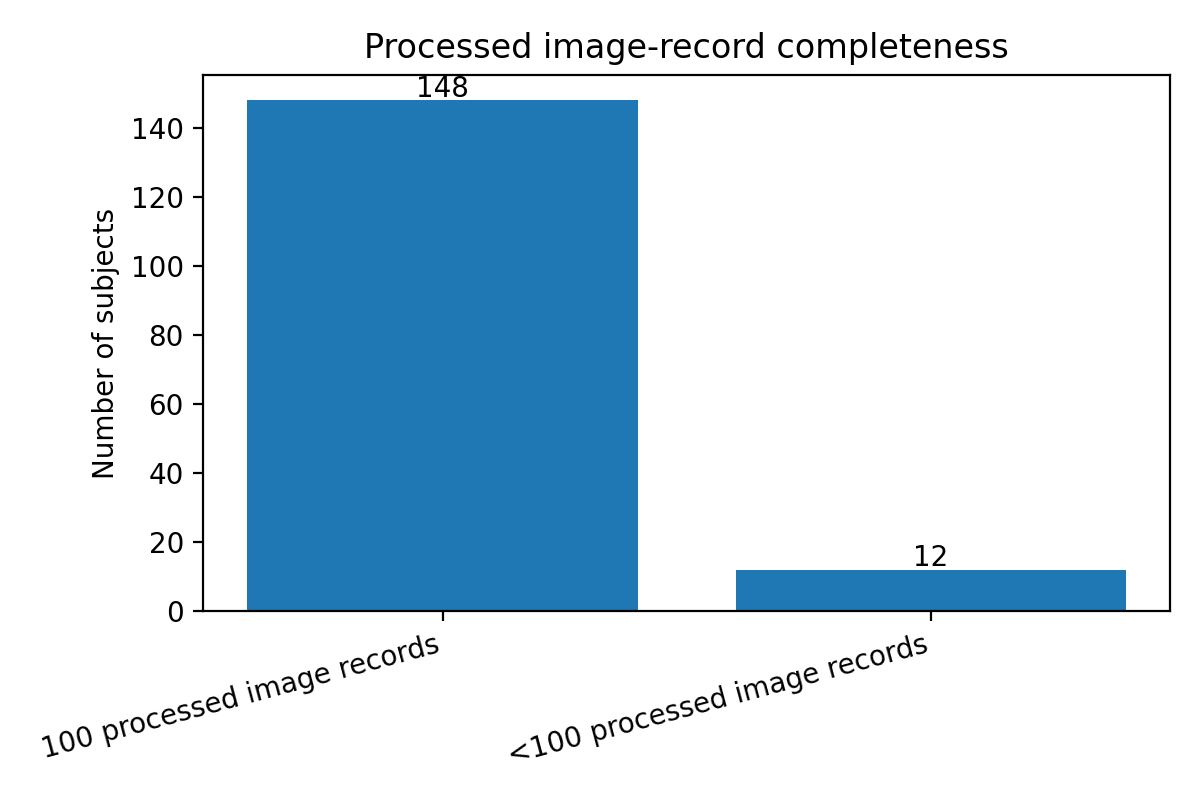 Processed image-record completeness
148
140
120
100
80
60
40
20
0
Number of subjects
12
100 processed image records
<100 processed image records